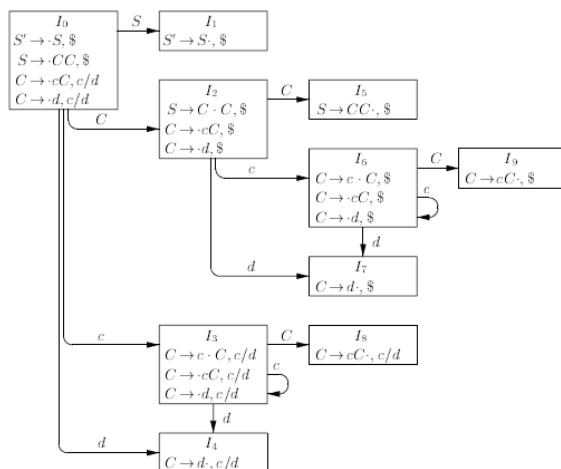 I₀
S' → ·S, $
S → ·CC, $
C → ·cC, c/d
C → ·d, c/d
S
I₁
S' → S·, $
C
I₂
S → C · C, $
C → ·cC, $
C → ·d, $
C
I₅
S → CC·, $
c
I₆
C → c · C, $
C → ·cC, $
C → ·d, $
C
I₉
C → cC·, $
c
d
d
I₇
C → d·, $
c
I₃
C → c · C, c/d
C → ·cC, c/d
C → ·d, c/d
C
I₈
C → cC·, c/d
c
d
d
I₄
C → d·, c/d